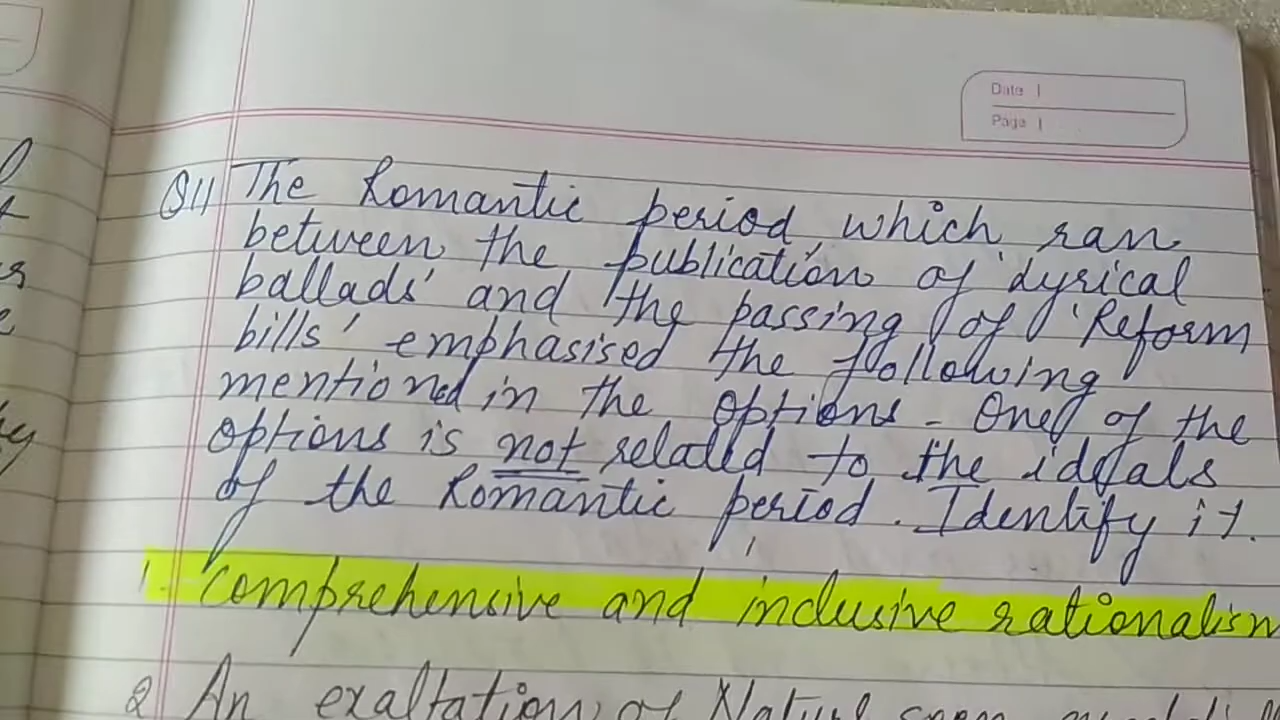 Date
Page
Q11 The Romantic period, which ran
between the publication of 'Lyrical
ballads' and the passing of 'Reform
bills' emphasised the following
mentioned in the options - One of the
options is not related to the ideals
of the Romantic period. Identify it.
1. Comprehensive and inclusive rationalism
2 An exaltation of